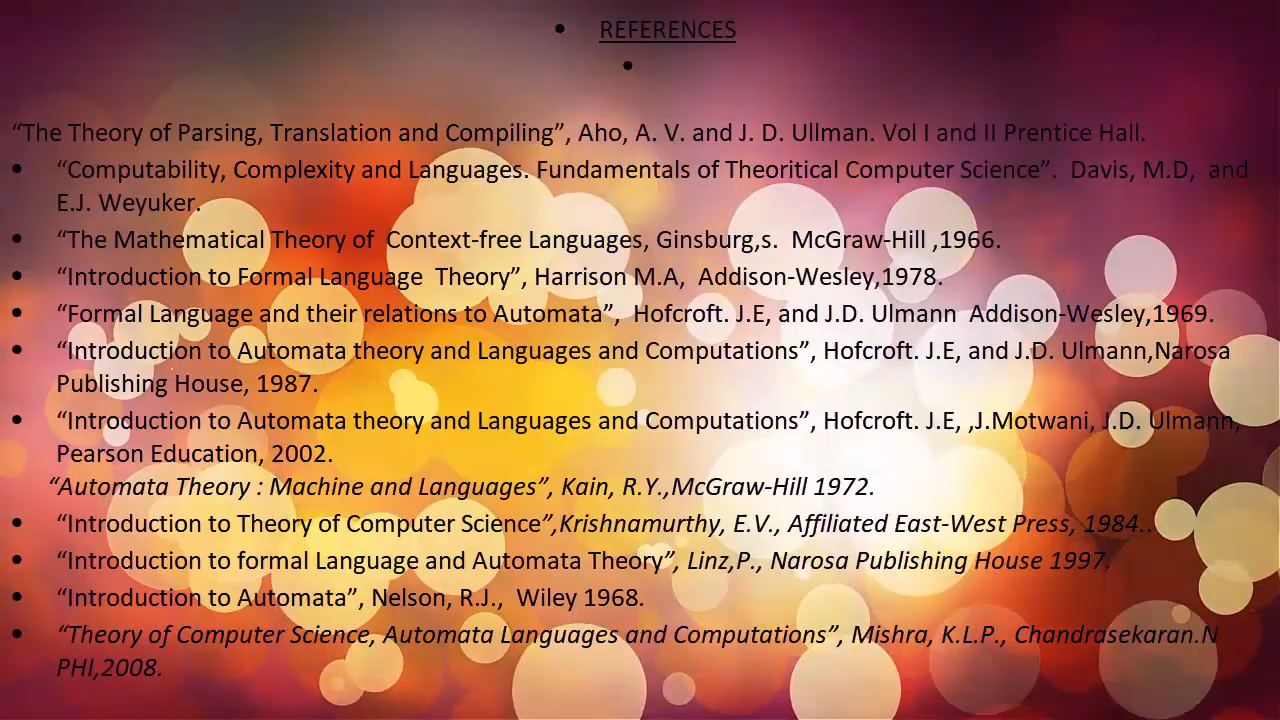 • REFERENCES
•
“The Theory of Parsing, Translation and Compiling”, Aho, A. V. and J. D. Ullman. Vol I and II Prentice Hall.
• “Computability, Complexity and Languages. Fundamentals of Theoritical Computer Science”.  Davis, M.D,  and
E.J. Weyuker.
• “The Mathematical Theory of  Context-free Languages, Ginsburg,s.  McGraw-Hill ,1966.
• “Introduction to Formal Language  Theory”, Harrison M.A,  Addison-Wesley,1978.
• “Formal Language and their relations to Automata”,  Hofcroft. J.E, and J.D. Ulmann  Addison-Wesley,1969.
• “Introduction to Automata theory and Languages and Computations”, Hofcroft. J.E, and J.D. Ulmann,Narosa
Publishing House, 1987.
• “Introduction to Automata theory and Languages and Computations”, Hofcroft. J.E, ,J.Motwani, J.D. Ulmann,
Pearson Education, 2002.
“Automata Theory : Machine and Languages”, Kain, R.Y.,McGraw-Hill 1972.
• “Introduction to Theory of Computer Science”,Krishnamurthy, E.V., Affiliated East-West Press, 1984..
• “Introduction to formal Language and Automata Theory”, Linz,P., Narosa Publishing House 1997.
• “Introduction to Automata”, Nelson, R.J.,  Wiley 1968.
• “Theory of Computer Science, Automata Languages and Computations”, Mishra, K.L.P., Chandrasekaran.N
PHI,2008.